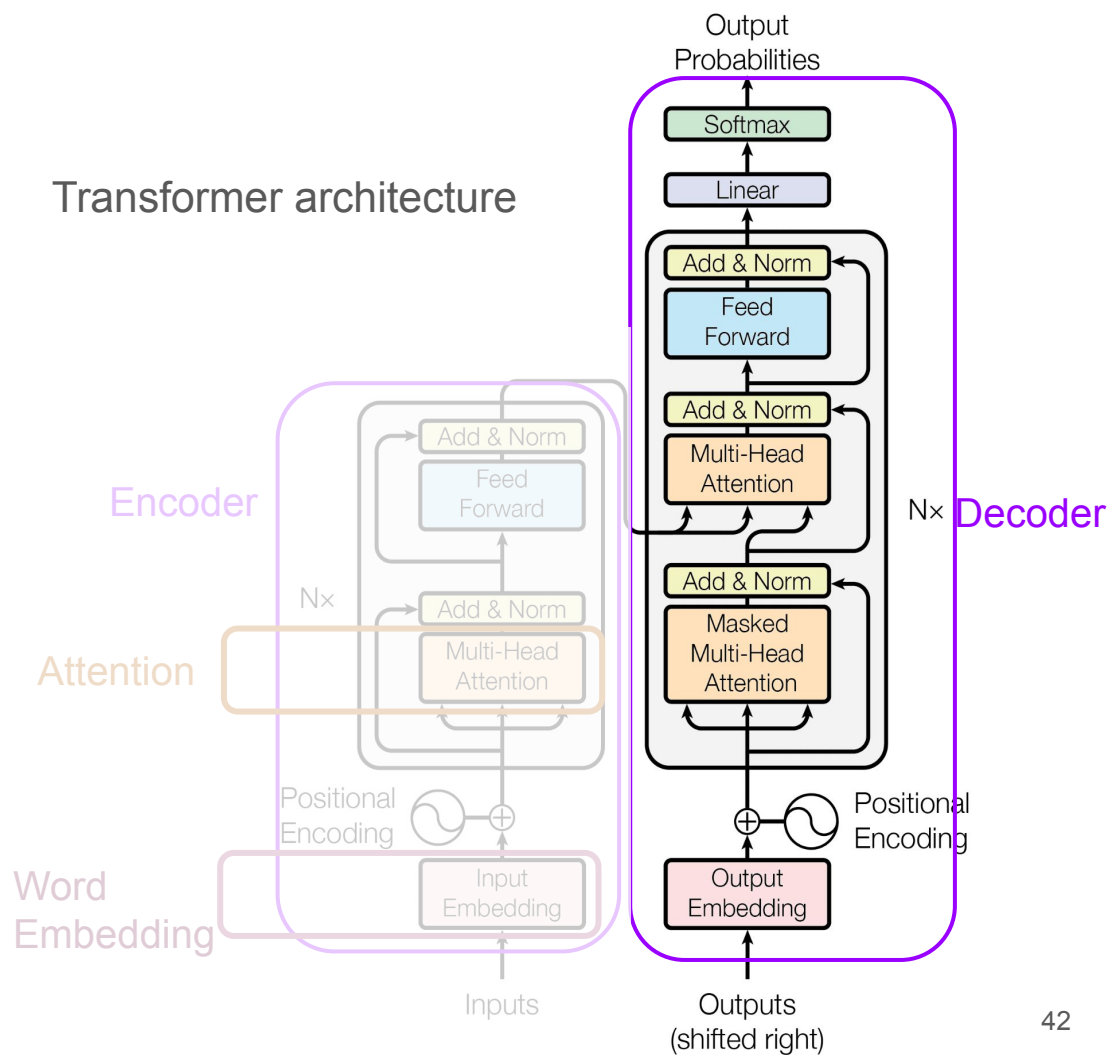 Transformer architecture
Output
Probabilities
Softmax
Linear
Add & Norm
Feed
Forward
Add & Norm
Multi-Head
Attention
Add & Norm
Masked
Multi-Head
Attention
Nx
Decoder
Positional
Encoding
Output
Embedding
Outputs
(shifted right)
Encoder
Add & Norm
Feed
Forward
Nx
Add & Norm
Multi-Head
Attention
Attention
Positional
Encoding
Word
Embedding
Input
Embedding
Inputs
42